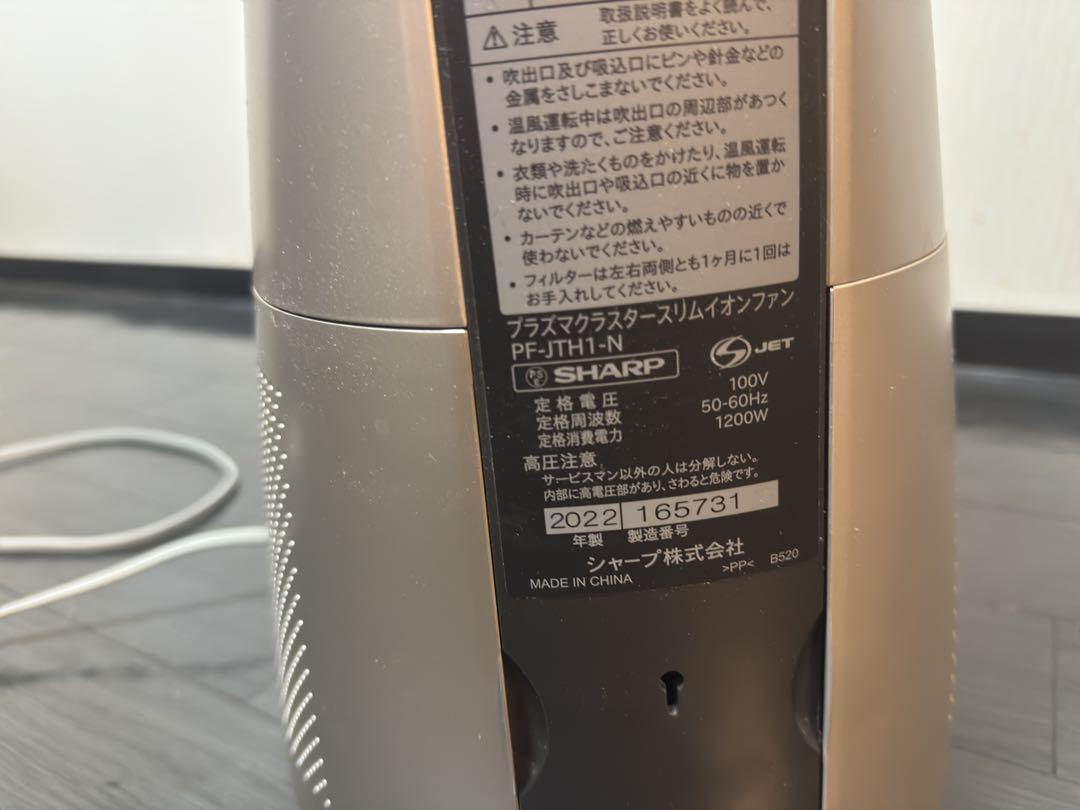 取扱説明書をよく読んで、
⚠注意 正しくお使いください。
・吹出口及び吸込口にピンや針金などの
金属をさしこまないでください。
・温風運転中は吹出口の周辺部があつく
なりますので、ご注意ください。
・衣類や洗たくものをかけたり、温風運転
時に吹出口や吸込口の近くに物を置か
ないでください。
・カーテンなどの燃えやすいものの近くで
使わないでください。
・フィルターは左右両側とも1ヶ月に1回は
お手入れしてください。
プラズマクラスタースリムイオンファン
PF-JTH1-N
PSE SHARP
S JET
定格電圧 100V
定格周波数 50-60Hz
定格消費電力 1200W
高圧注意
サービスマン以外の人は分解しない。
内部に高電圧部があり、さわると危険です。
2022 165731
年製 製造番号
シャープ株式会社
MADE IN CHINA >PP< B520